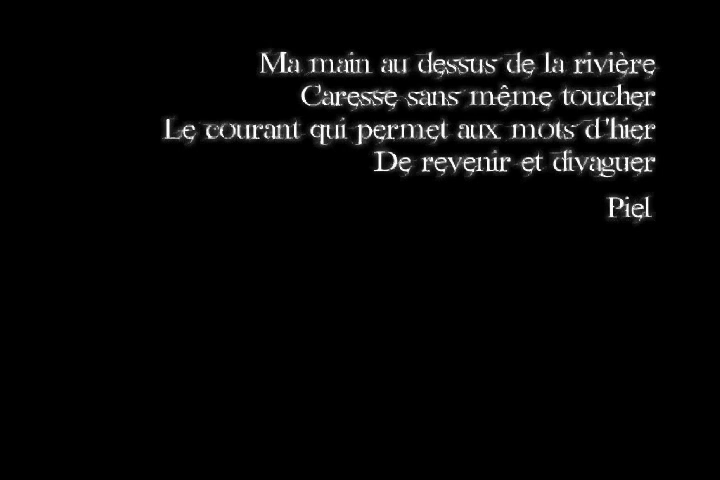 Ma main au dessus de la rivière
Caresse sans même toucher
Le courant qui permet aux mots d'hier
De revenir et divaguer
Piel